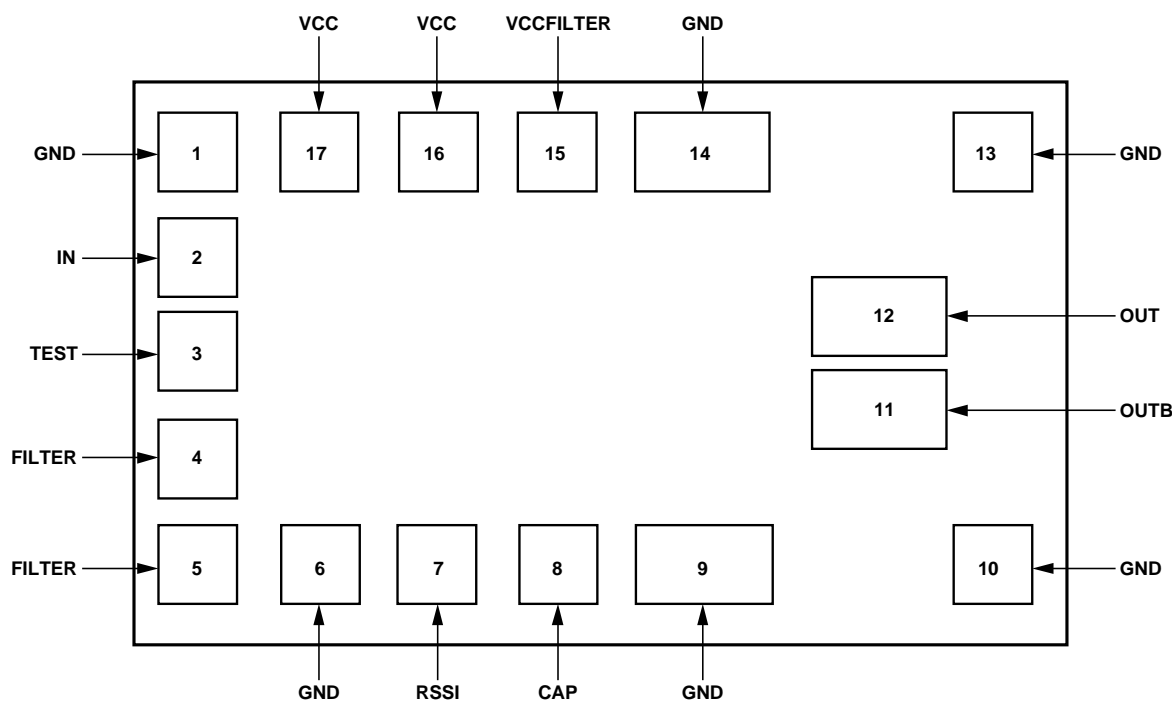 VCC VCC VCCFILTER GND
GND 1 17 16 15 14 13 GND
IN 2
12 OUT
TEST 3
11 OUTB
FILTER 4
FILTER 5 6 7 8 9 10 GND
GND RSSI CAP GND